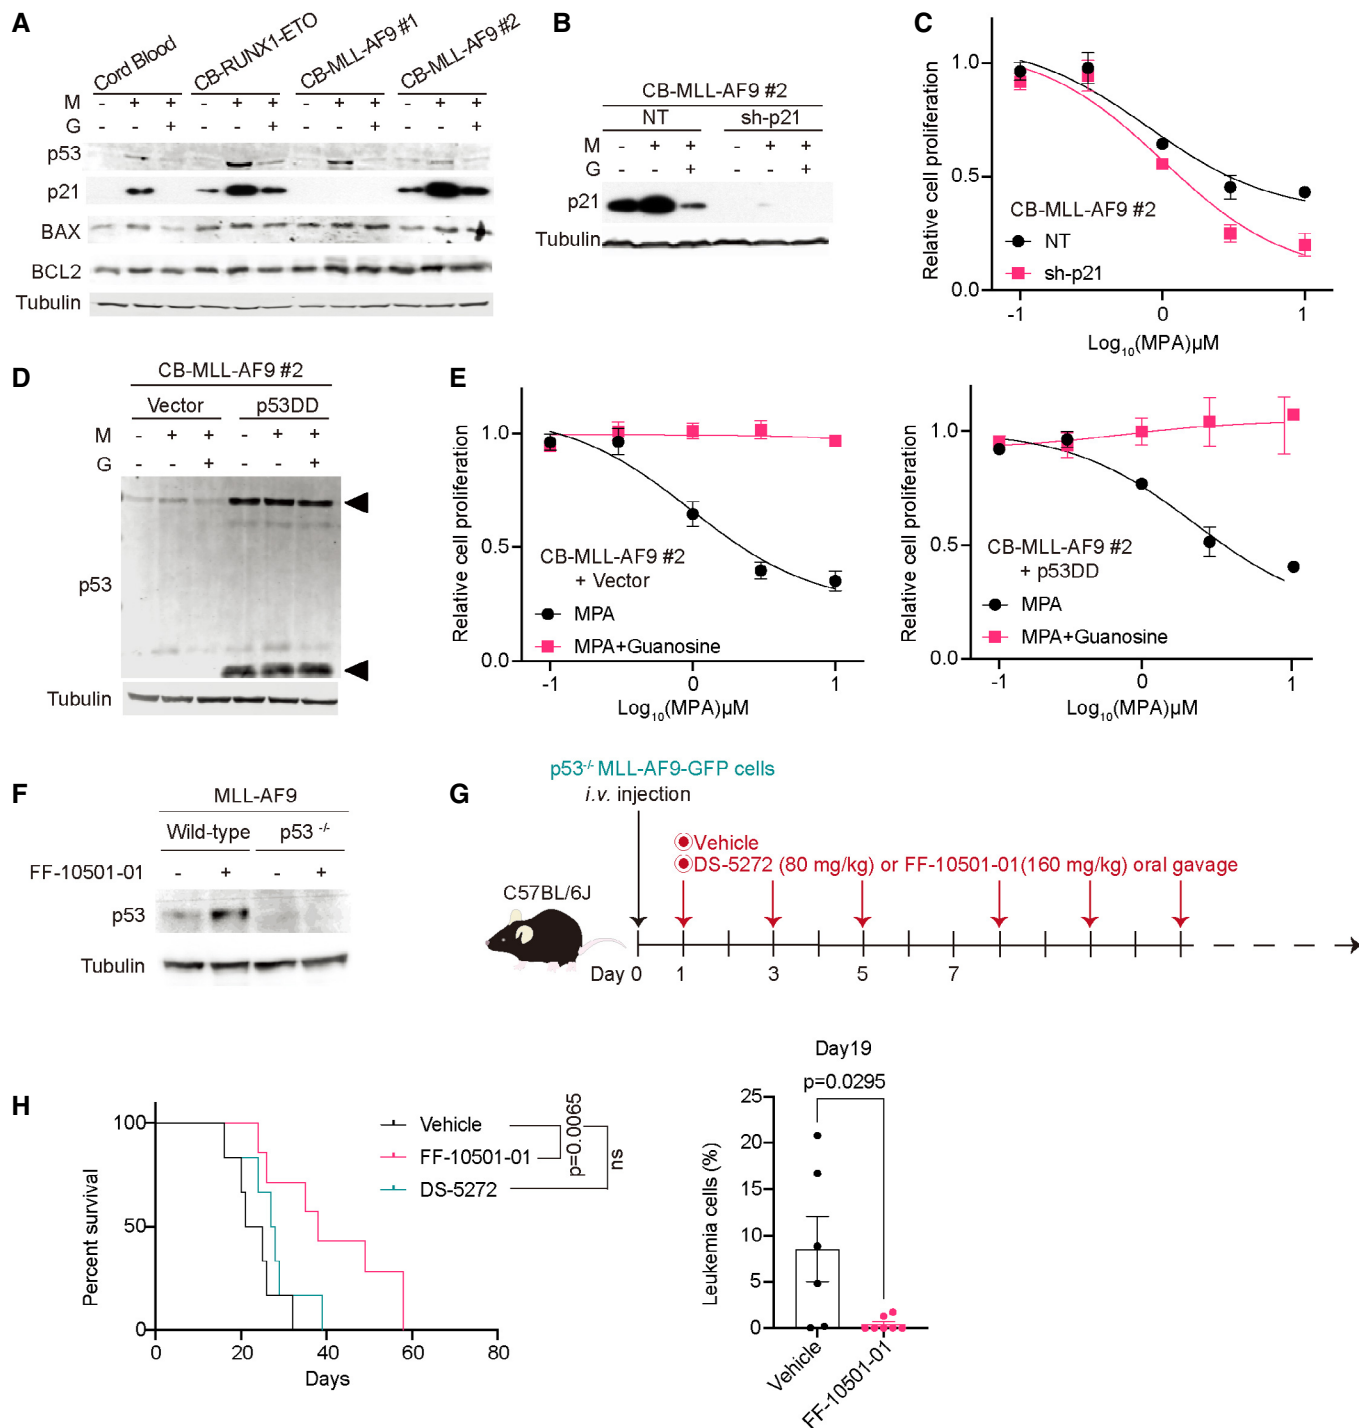 A
Cord Blood
CB-RUNX1-ETO
CB-MLL-AF9 #1
CB-MLL-AF9 #2
M - + + - + + - + + - + +
G - - + - - + - - + - - +
p53
p21
BAX
BCL2
Tubulin
B
CB-MLL-AF9 #2
NT sh-p21
M - + + - + +
G - - + - - +
p21
Tubulin
C
Relative cell proliferation
1.0
0.5
0.0
CB-MLL-AF9 #2
NT
sh-p21
-1 0 1
Log10(MPA)µM
D
CB-MLL-AF9 #2
Vector p53DD
M - + + - + +
G - - + - - +
p53
Tubulin
E
Relative cell proliferation
1.0
0.5
0.0
CB-MLL-AF9 #2
+ Vector
MPA
MPA+Guanosine
-1 0 1
Log10(MPA)µM
Relative cell proliferation
1.0
0.5
0.0
CB-MLL-AF9 #2
+ p53DD
MPA
MPA+Guanosine
-1 0 1
Log10(MPA)µM
F
MLL-AF9
Wild-type p53 -/-
FF-10501-01 - + - +
p53
Tubulin
G
p53-/- MLL-AF9-GFP cells
i.v. injection
Vehicle
DS-5272 (80 mg/kg) or FF-10501-01(160 mg/kg) oral gavage
C57BL/6J
Day 0 1 3 5 7
H
Percent survival
100
50
0
0 20 40 60 80
Days
Vehicle
FF-10501-01
DS-5272
p=0.0065
ns
Day19
p=0.0295
Leukemia cells (%)
25
20
15
10
5
0
Vehicle
FF-10501-01